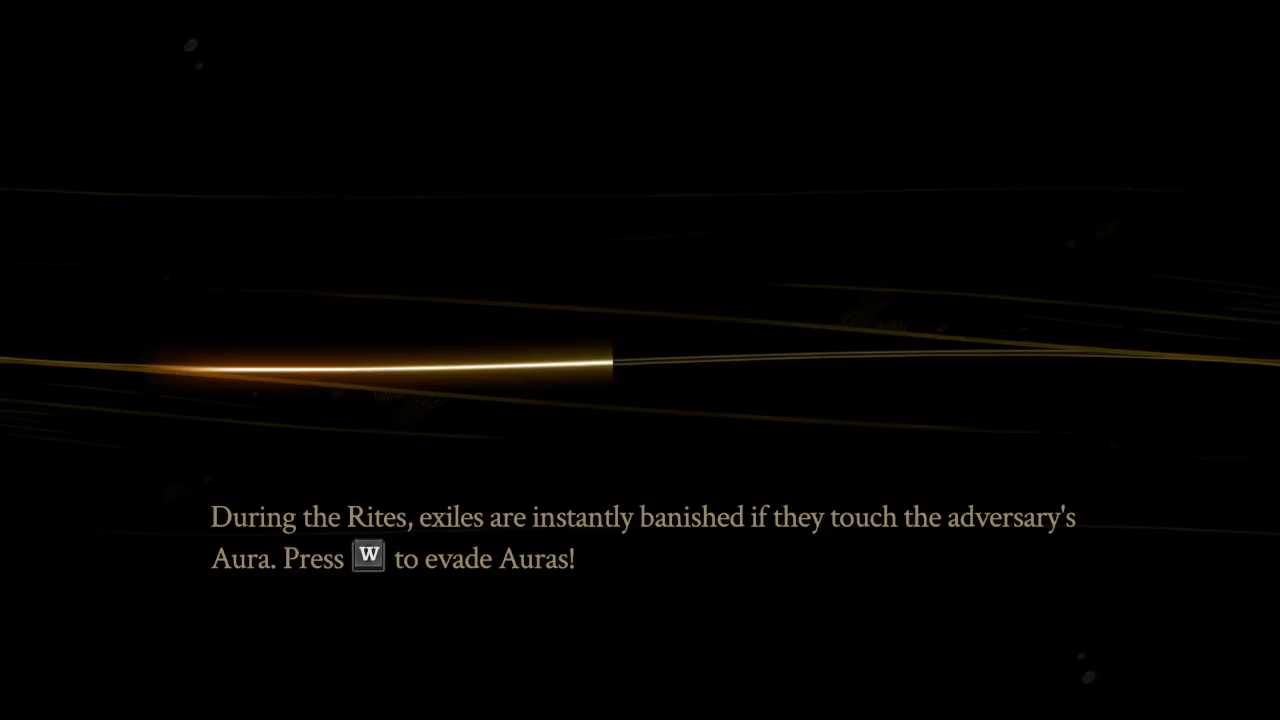 During the Rites, exiles are instantly banished if they touch the adversary's
Aura. Press W to evade Auras!